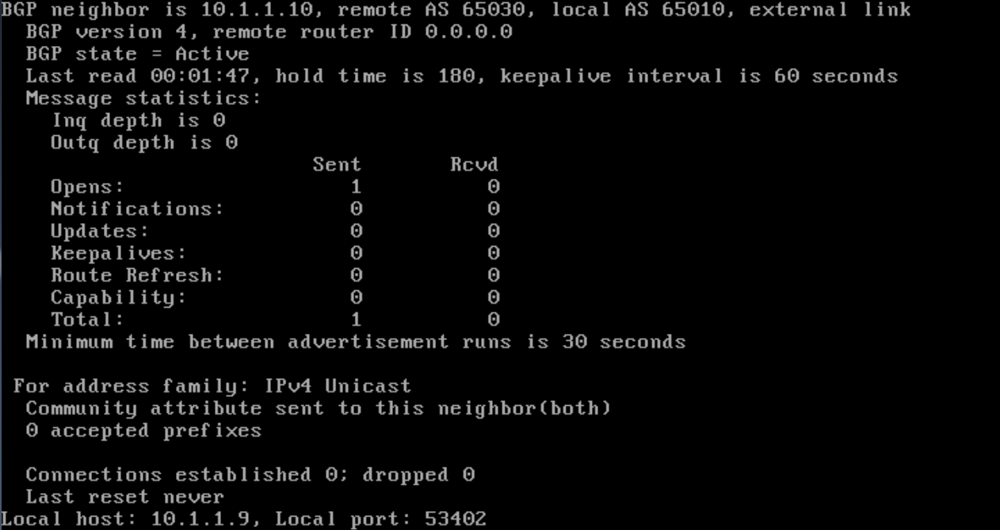 BGP neighbor is 10.1.1.10, remote AS 65030, local AS 65010, external link
BGP version 4, remote router ID 0.0.0.0
BGP state = Active
Last read 00:01:47, hold time is 180, keepalive interval is 60 seconds
Message statistics:
Inq depth is 0
Outq depth is 0
Sent Rcvd
Opens: 1 0
Notifications: 0 0
Updates: 0 0
Keepalives: 0 0
Route Refresh: 0 0
Capability: 0 0
Total: 1 0
Minimum time between advertisement runs is 30 seconds
For address family: IPv4 Unicast
Community attribute sent to this neighbor(both)
0 accepted prefixes
Connections established 0; dropped 0
Last reset never
Local host: 10.1.1.9, Local port: 53402